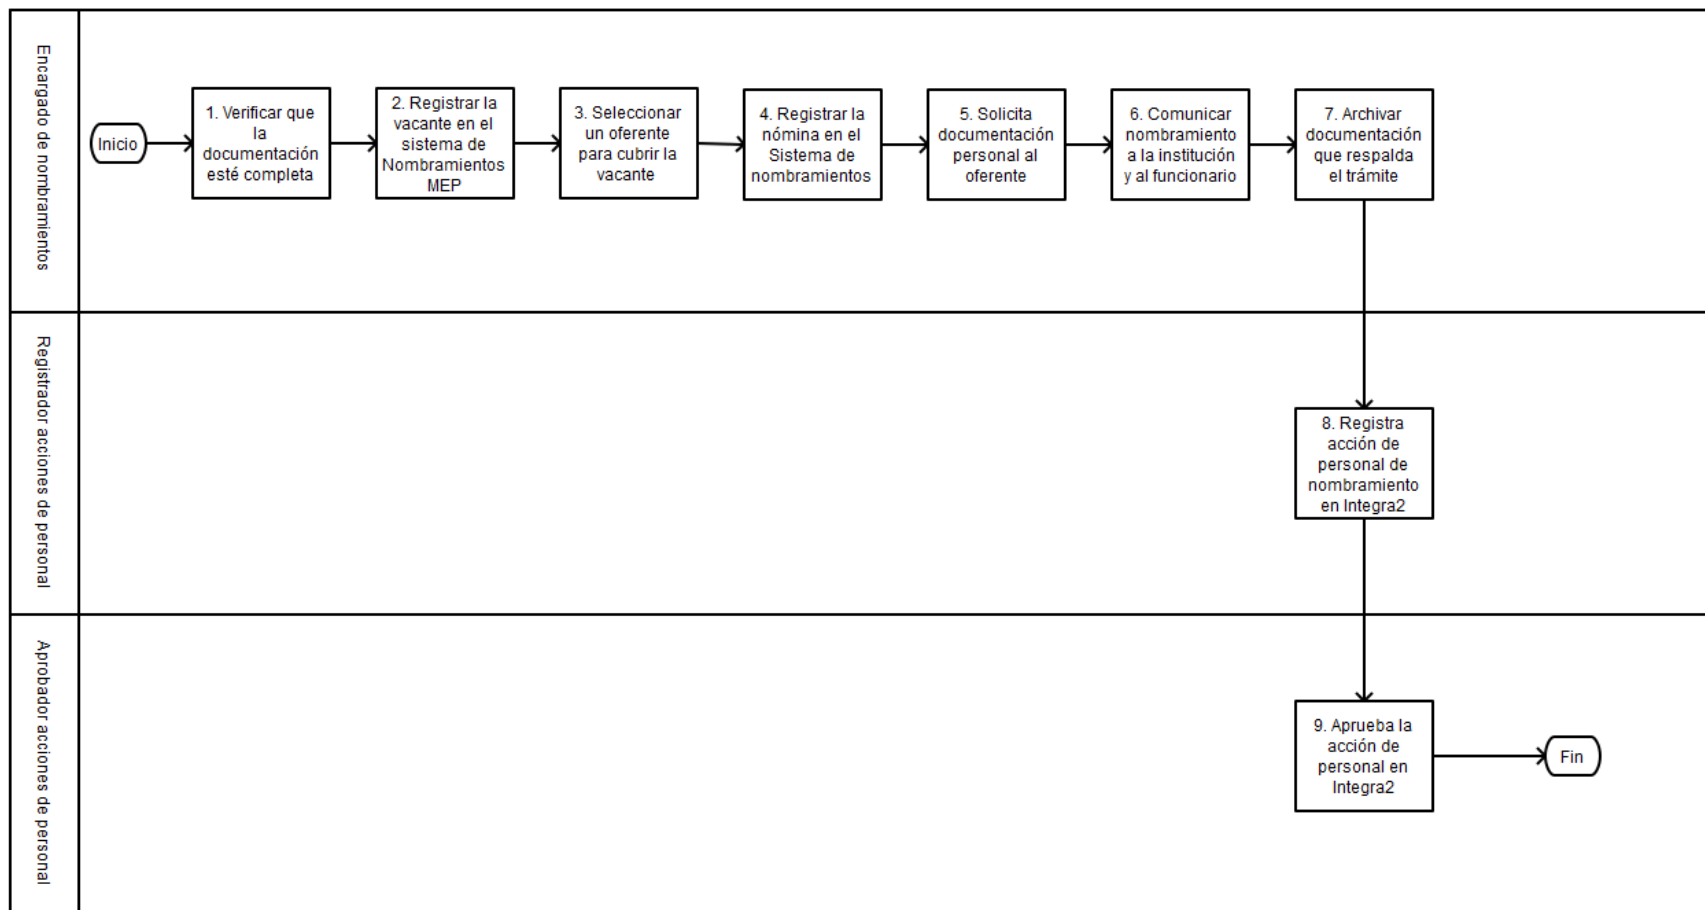 Encargado de nombramientos
Inicio
1. Verificar que
la
documentación
esté completa
2. Registrar la
vacante en el
sistema de
Nombramientos
MEP
3. Seleccionar
un oferente
para cubrir la
vacante
4. Registrar la
nómina en el
Sistema de
nombramientos
5. Solicita
documentación
personal al
oferente
6. Comunicar
nombramiento
a la institución
y al funcionario
7. Archivar
documentación
que respalda
el trámite
Registrador acciones de personal
8. Registra
acción de
personal de
nombramiento
en Integra2
Aprobador acciones de personal
9. Aprueba la
acción de
personal en
Integra2
Fin